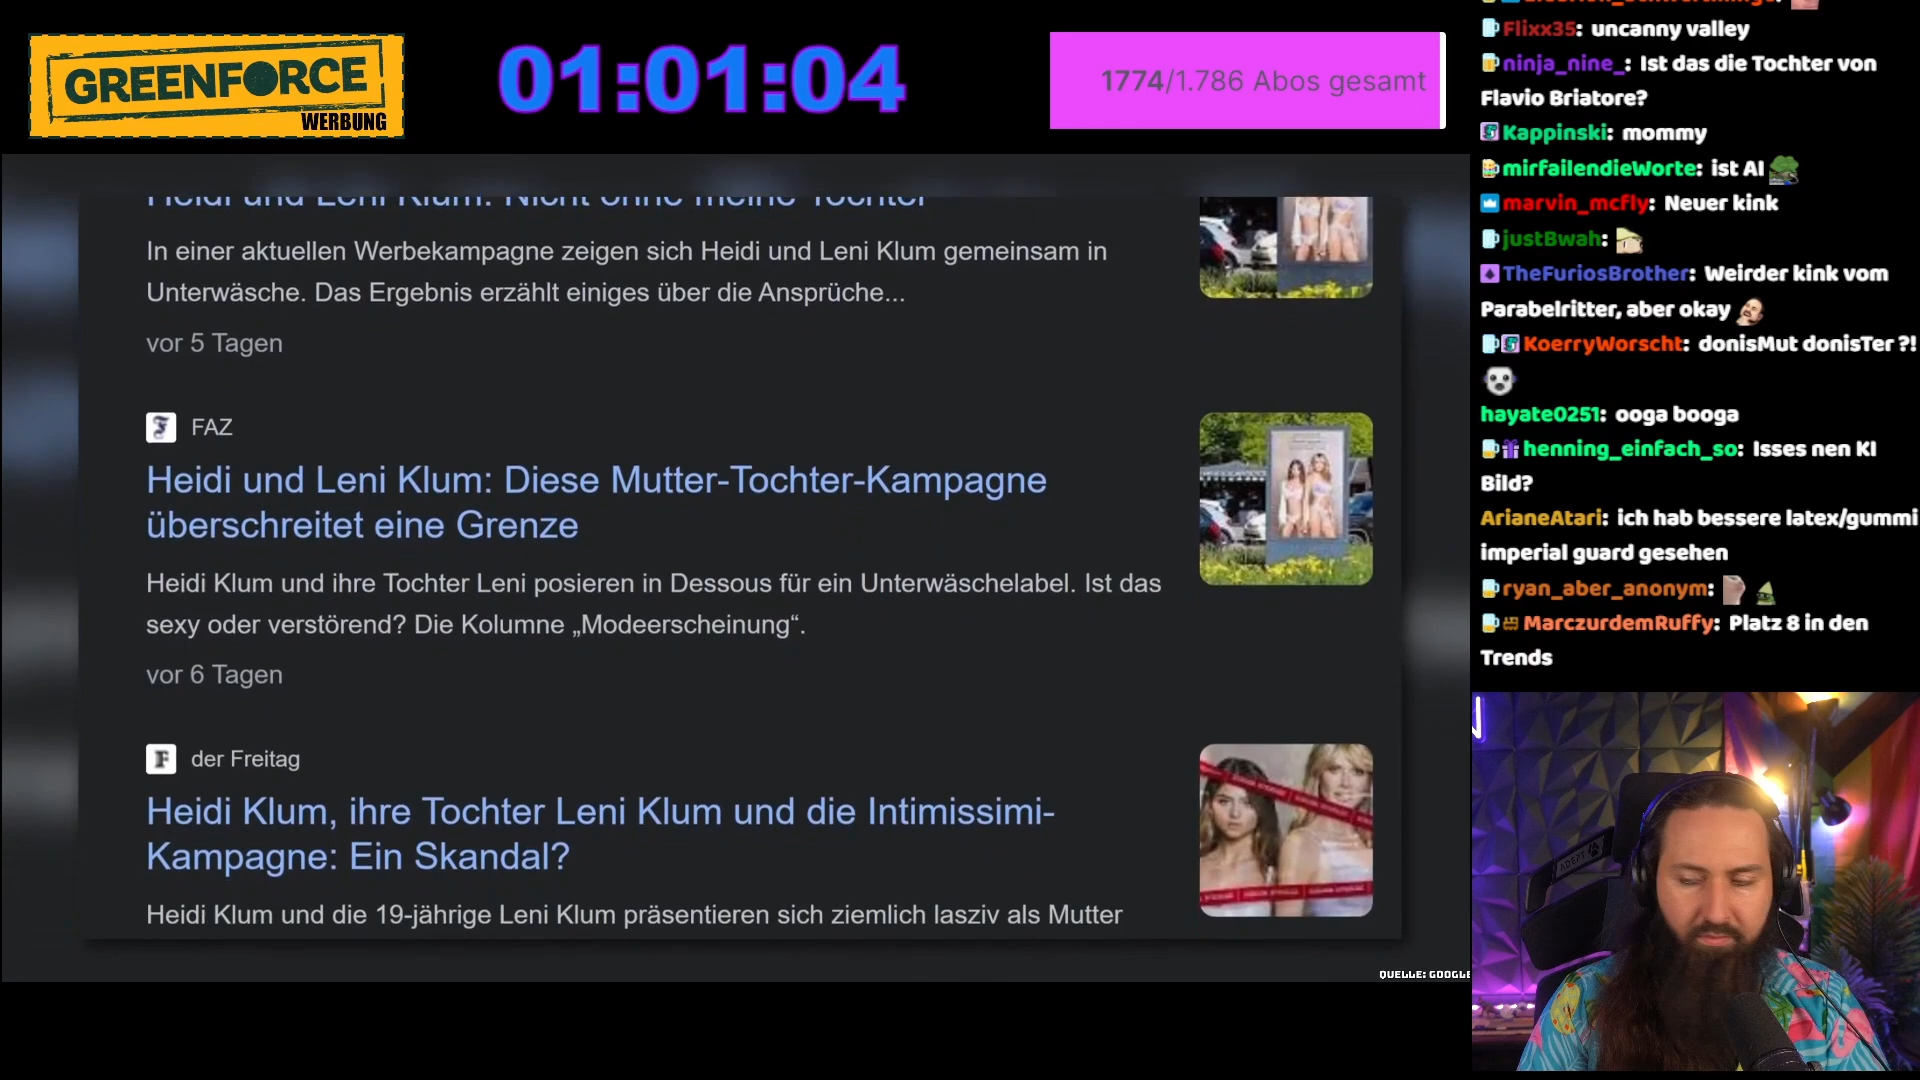 GREENFORCE
WERBUNG
01:01:04
1774/1.786 Abos gesamt
Heidi und Leni Klum: Nicht ohne meine Tochter
In einer aktuellen Werbekampagne zeigen sich Heidi und Leni Klum gemeinsam in
Unterwäsche. Das Ergebnis erzählt einiges über die Ansprüche...
vor 5 Tagen
FAZ
Heidi und Leni Klum: Diese Mutter-Tochter-Kampagne
überschreitet eine Grenze
Heidi Klum und ihre Tochter Leni posieren in Dessous für ein Unterwäschelabel. Ist das
sexy oder verstörend? Die Kolumne „Modeerscheinung“.
vor 6 Tagen
der Freitag
Heidi Klum, ihre Tochter Leni Klum und die Intimissimi-
Kampagne: Ein Skandal?
Heidi Klum und die 19-jährige Leni Klum präsentieren sich ziemlich lasziv als Mutter
QUELLE: GOOGLE
Flixx35: uncanny valley
ninja_nine_: Ist das die Tochter von
Flavio Briatore?
Kappinski: mommy
mirfailendieWorte: ist AI
marvin_mcfly: Neuer kink
justBwah:
TheFuriosBrother: Weirder kink vom
Parabelritter, aber okay
KoerryWorscht: donisMut donisTer ?!
hayate0251: ooga booga
henning_einfach_so: Isses nen KI
Bild?
ArianeAtari: ich hab bessere latex/gummi
imperial guard gesehen
ryan_aber_anonym:
MarczurdemRuffy: Platz 8 in den
Trends